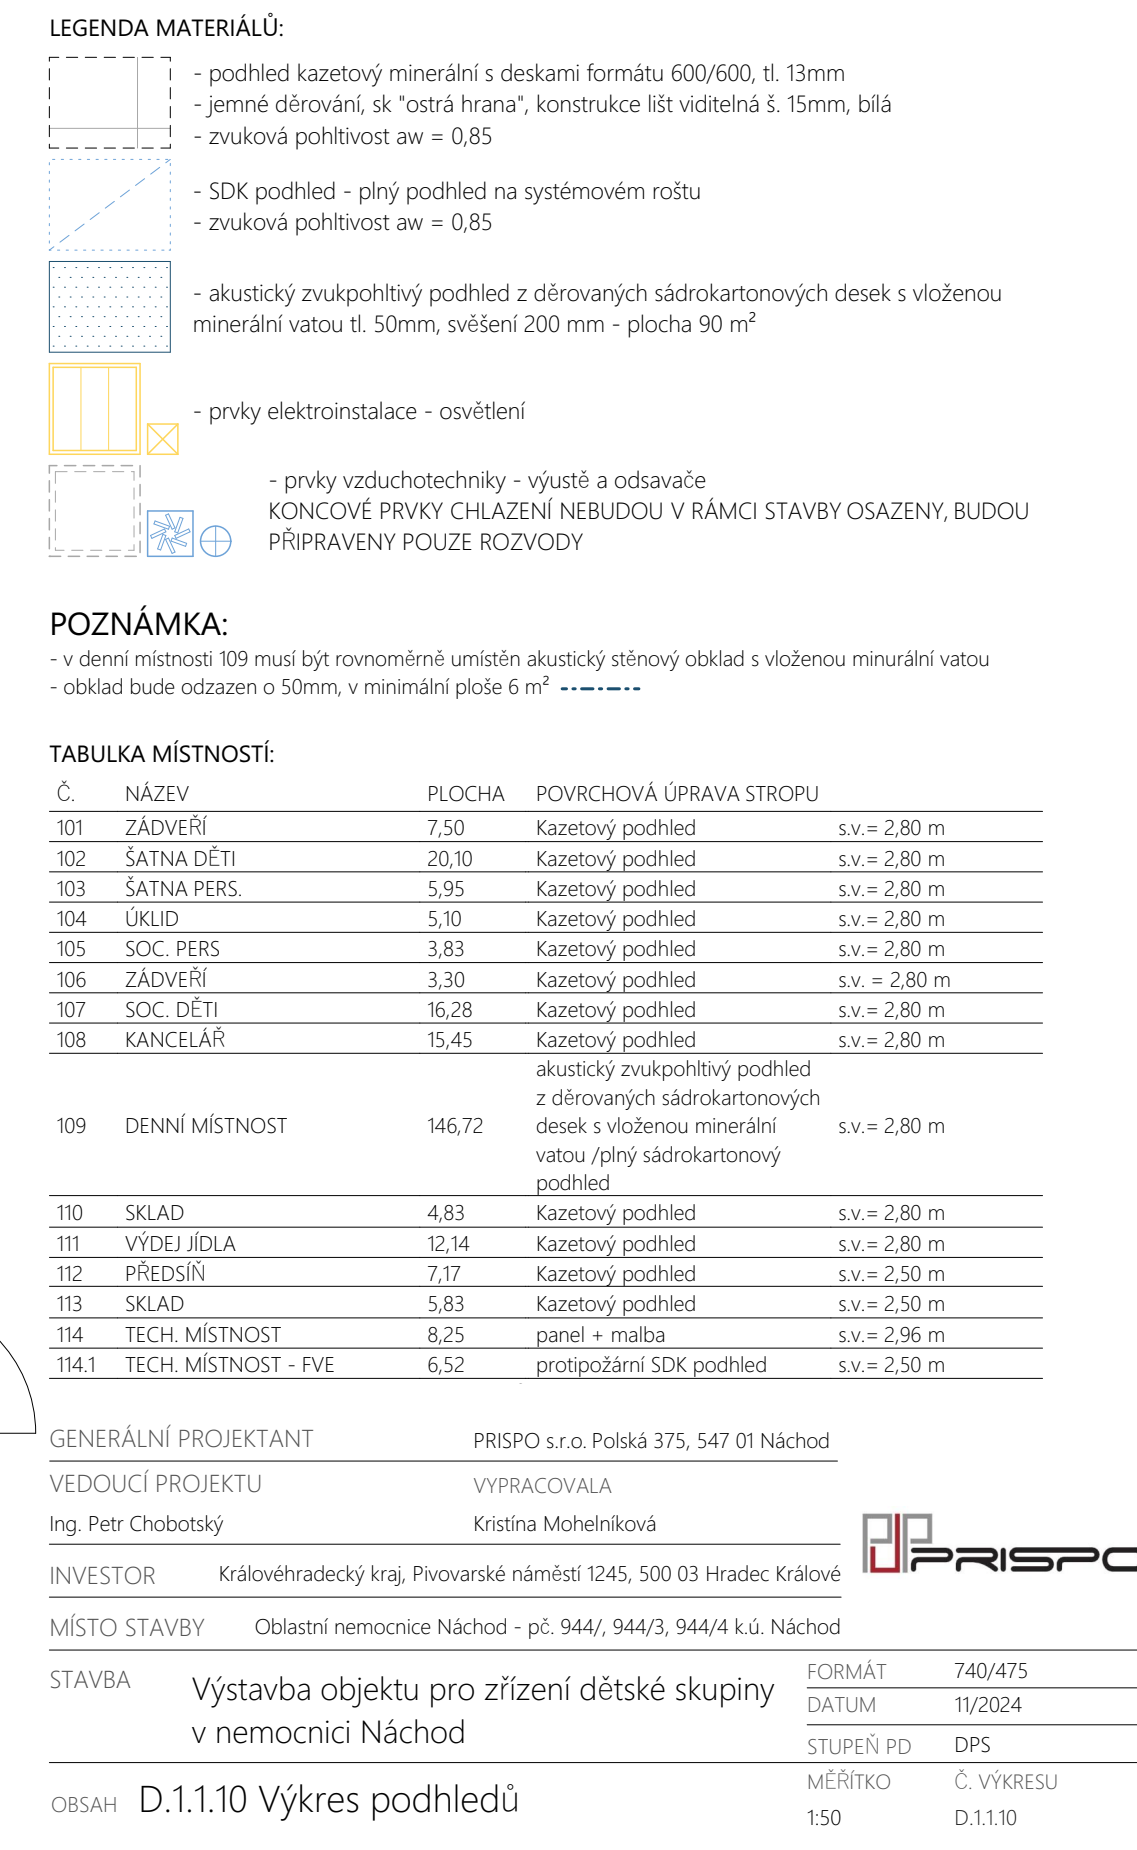 LEGENDA MATERIÁLŮ:
- podhled kazetový minerální s deskami formátu 600/600, tl. 13mm
- jemné děrování, sk "ostrá hrana", konstrukce lišt viditelná š. 15mm, bílá
- zvuková pohltivost aw = 0,85
- SDK podhled - plný podhled na systémovém roštu
- zvuková pohltivost aw = 0,85
- akustický zvukpohltivý podhled z děrovaných sádrokartonových desek s vloženou
minerální vatou tl. 50mm, svěšení 200 mm - plocha 90 m²
- prvky elektroinstalace - osvětlení
- prvky vzduchotechniky - výustě a odsavače
KONCOVÉ PRVKY CHLAZENÍ NEBUDOU V RÁMCI STAVBY OSAZENY, BUDOU
PŘIPRAVENY POUZE ROZVODY
POZNÁMKA:
- v denní místnosti 109 musí být rovnoměrně umístěn akustický stěnový obklad s vloženou minurální vatou
- obklad bude odzazen o 50mm, v minimální ploše 6 m²
TABULKA MÍSTNOSTÍ:
Č. NÁZEV PLOCHA POVRCHOVÁ ÚPRAVA STROPU
101 ZÁDVEŘÍ 7,50 Kazetový podhled s.v.= 2,80 m
102 ŠATNA DĚTI 20,10 Kazetový podhled s.v.= 2,80 m
103 ŠATNA PERS. 5,95 Kazetový podhled s.v.= 2,80 m
104 ÚKLID 5,10 Kazetový podhled s.v.= 2,80 m
105 SOC. PERS 3,83 Kazetový podhled s.v.= 2,80 m
106 ZÁDVEŘÍ 3,30 Kazetový podhled s.v. = 2,80 m
107 SOC. DĚTI 16,28 Kazetový podhled s.v.= 2,80 m
108 KANCELÁŘ 15,45 Kazetový podhled s.v.= 2,80 m
akustický zvukpohltivý podhled
z děrovaných sádrokartonových
109 DENNÍ MÍSTNOST 146,72 desek s vloženou minerální s.v.= 2,80 m
vatou /plný sádrokartonový
podhled
110 SKLAD 4,83 Kazetový podhled s.v.= 2,80 m
111 VÝDEJ JÍDLA 12,14 Kazetový podhled s.v.= 2,80 m
112 PŘEDSÍŇ 7,17 Kazetový podhled s.v.= 2,50 m
113 SKLAD 5,83 Kazetový podhled s.v.= 2,50 m
114 TECH. MÍSTNOST 8,25 panel + malba s.v.= 2,96 m
114.1 TECH. MÍSTNOST - FVE 6,52 protipožární SDK podhled s.v.= 2,50 m
GENERÁLNÍ PROJEKTANT PRISPO s.r.o. Polská 375, 547 01 Náchod
VEDOUCÍ PROJEKTU VYPRACOVALA
Ing. Petr Chobotský Kristína Mohelníková
PRISPO
INVESTOR Královéhradecký kraj, Pivovarské náměstí 1245, 500 03 Hradec Králové
MÍSTO STAVBY Oblastní nemocnice Náchod - pč. 944/, 944/3, 944/4 k.ú. Náchod
STAVBA Výstavba objektu pro zřízení dětské skupiny
v nemocnici Náchod
FORMÁT 740/475
DATUM 11/2024
STUPEŇ PD DPS
MĚŘÍTKO Č. VÝKRESU
1:50 D.1.1.10
OBSAH D.1.1.10 Výkres podhledů